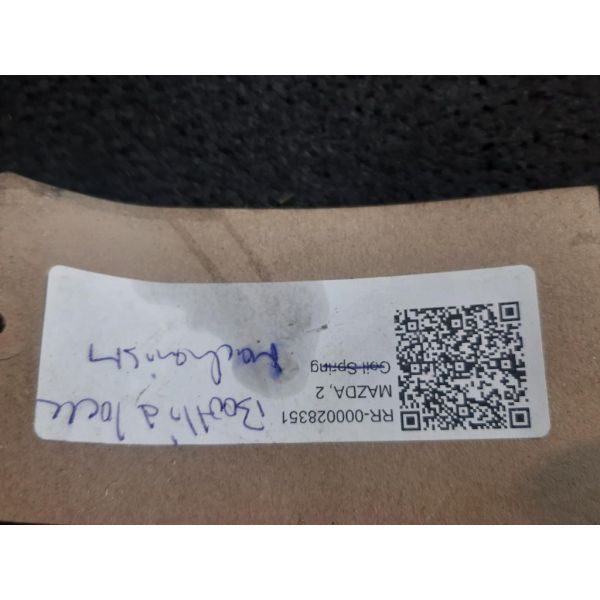 RR-000028351
MAZDA, 2
Coil Spring
Bootlid lock
Mechanism